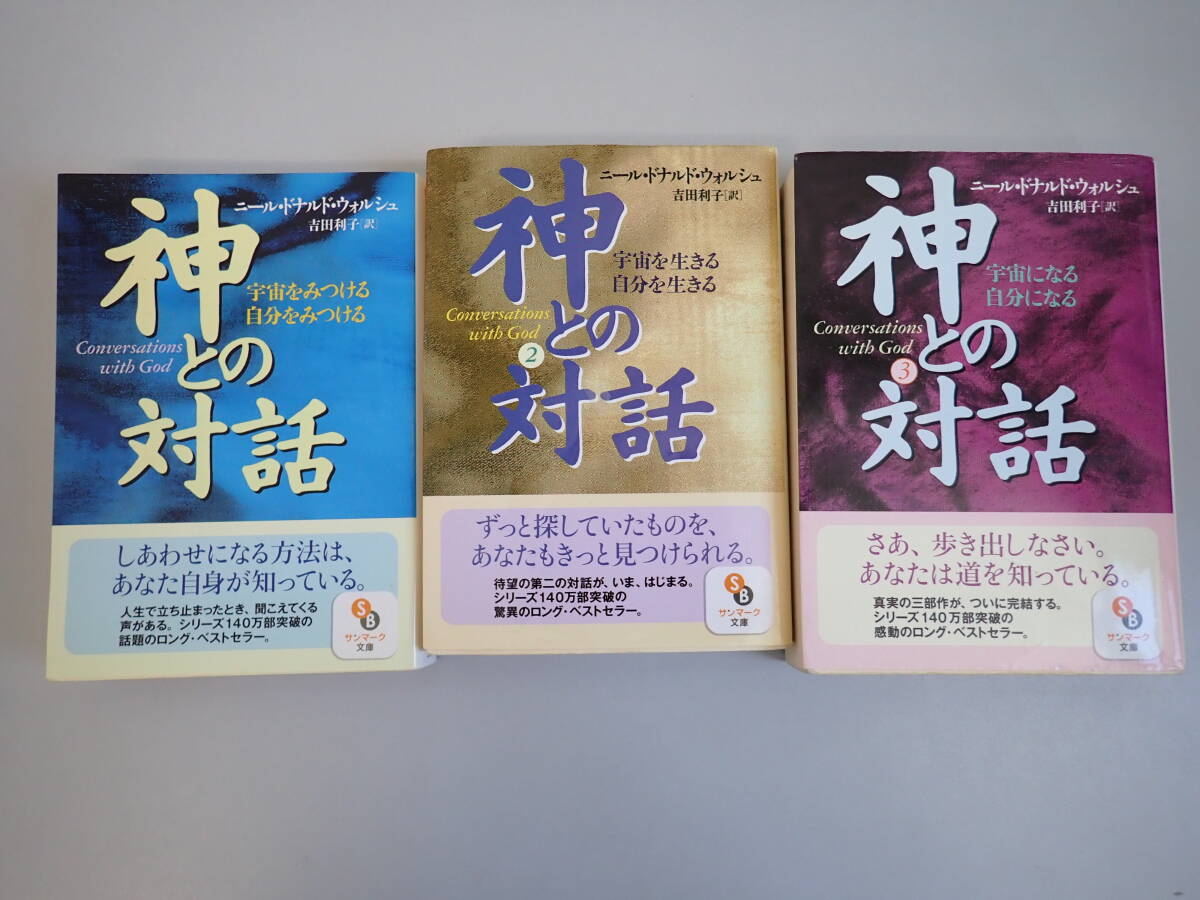 ニール・ドナルド・ウォルシュ
吉田利子[訳]
神
との
対話
宇宙をみつける
自分をみつける
Conversations
with God
しあわせになる方法は、
あなた自身が知っている。
人生で立ち止まったとき、聞こえてくる
声がある。シリーズ140万部突破の
話題のロング・ベストセラー。
SB
サンマーク
文庫
ニール・ドナルド・ウォルシュ
吉田利子[訳]
神
との
対話
宇宙を生きる
自分を生きる
Conversations
with God
2
ずっと探していたものを、
あなたもきっと見つけられる。
待望の第二の対話が、いま、はじまる。
シリーズ140万部突破の
驚異のロング・ベストセラー。
SB
サンマーク
文庫
ニール・ドナルド・ウォルシュ
吉田利子[訳]
神
との
対話
宇宙になる
自分になる
Conversations
with God
3
さあ、歩き出しなさい。
あなたは道を知っている。
真実の三部作が、ついに完結する。
シリーズ140万部突破の
感動のロング・ベストセラー。
SB
サンマーク
文庫